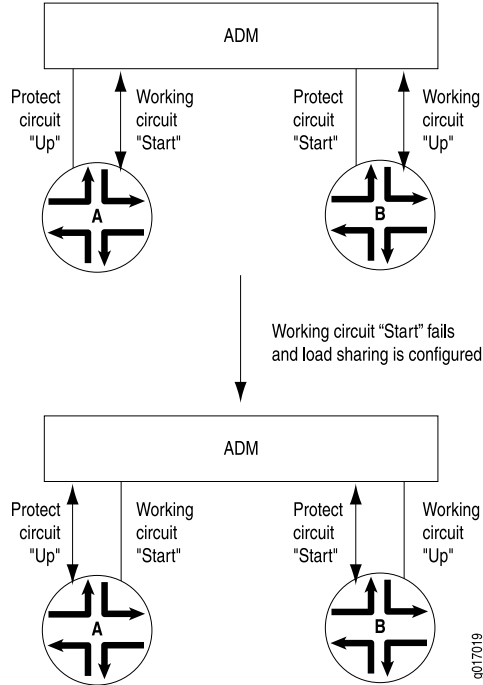 ADM
Protect
circuit
"Up"
Working
circuit
"Start"
Protect
circuit
"Start"
Working
circuit
"Up"
A
B
Working circuit “Start” fails
and load sharing is configured
ADM
Protect
circuit
"Up"
Working
circuit
"Start"
Protect
circuit
"Start"
Working
circuit
"Up"
A
B
g017019